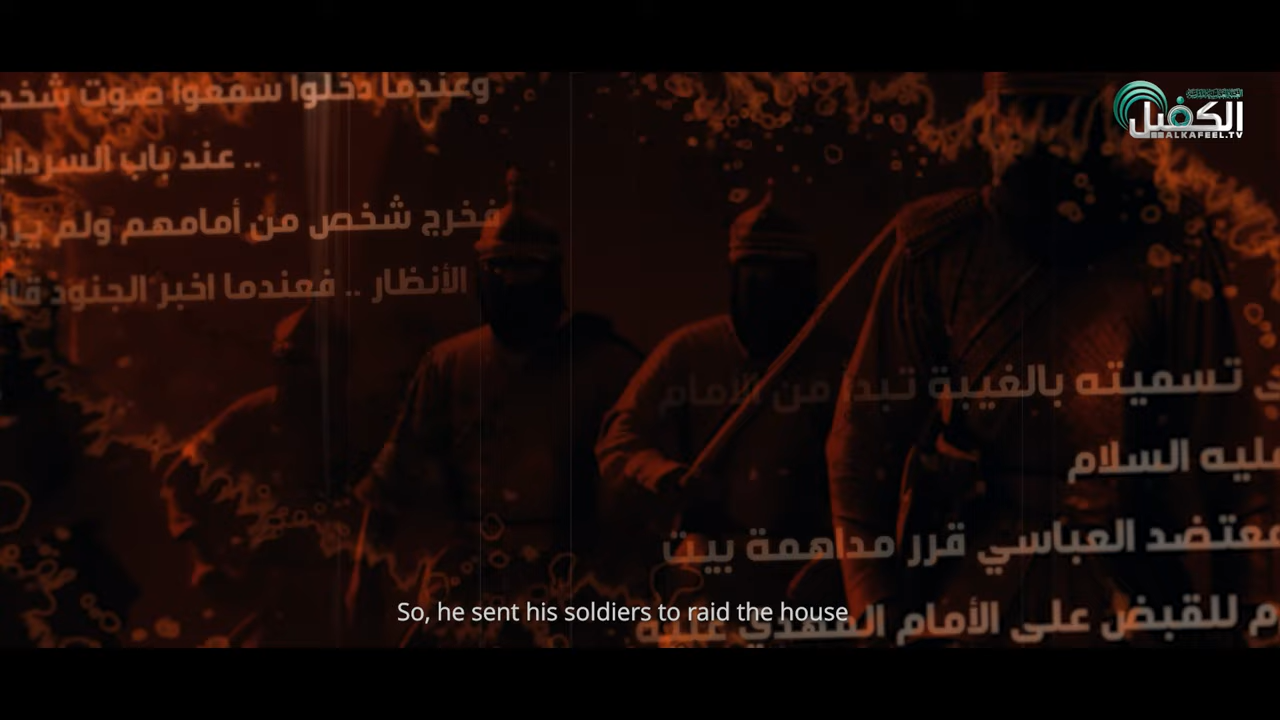 وعندما دخلوا سمعوا صوت
عند باب السرداب ..
فخرج شخص من أمامهم ولم
الأنظار .. فعندما اخبر الجنود
الكفيل
ALKAFEEL.TV
تسميته بالغيبة تبدأ من الامام
عليه السلام
المعتضد العباسي قرر مداهمة بيت
للقبض على الأمام المهدي عليه
So, he sent his soldiers to raid the house